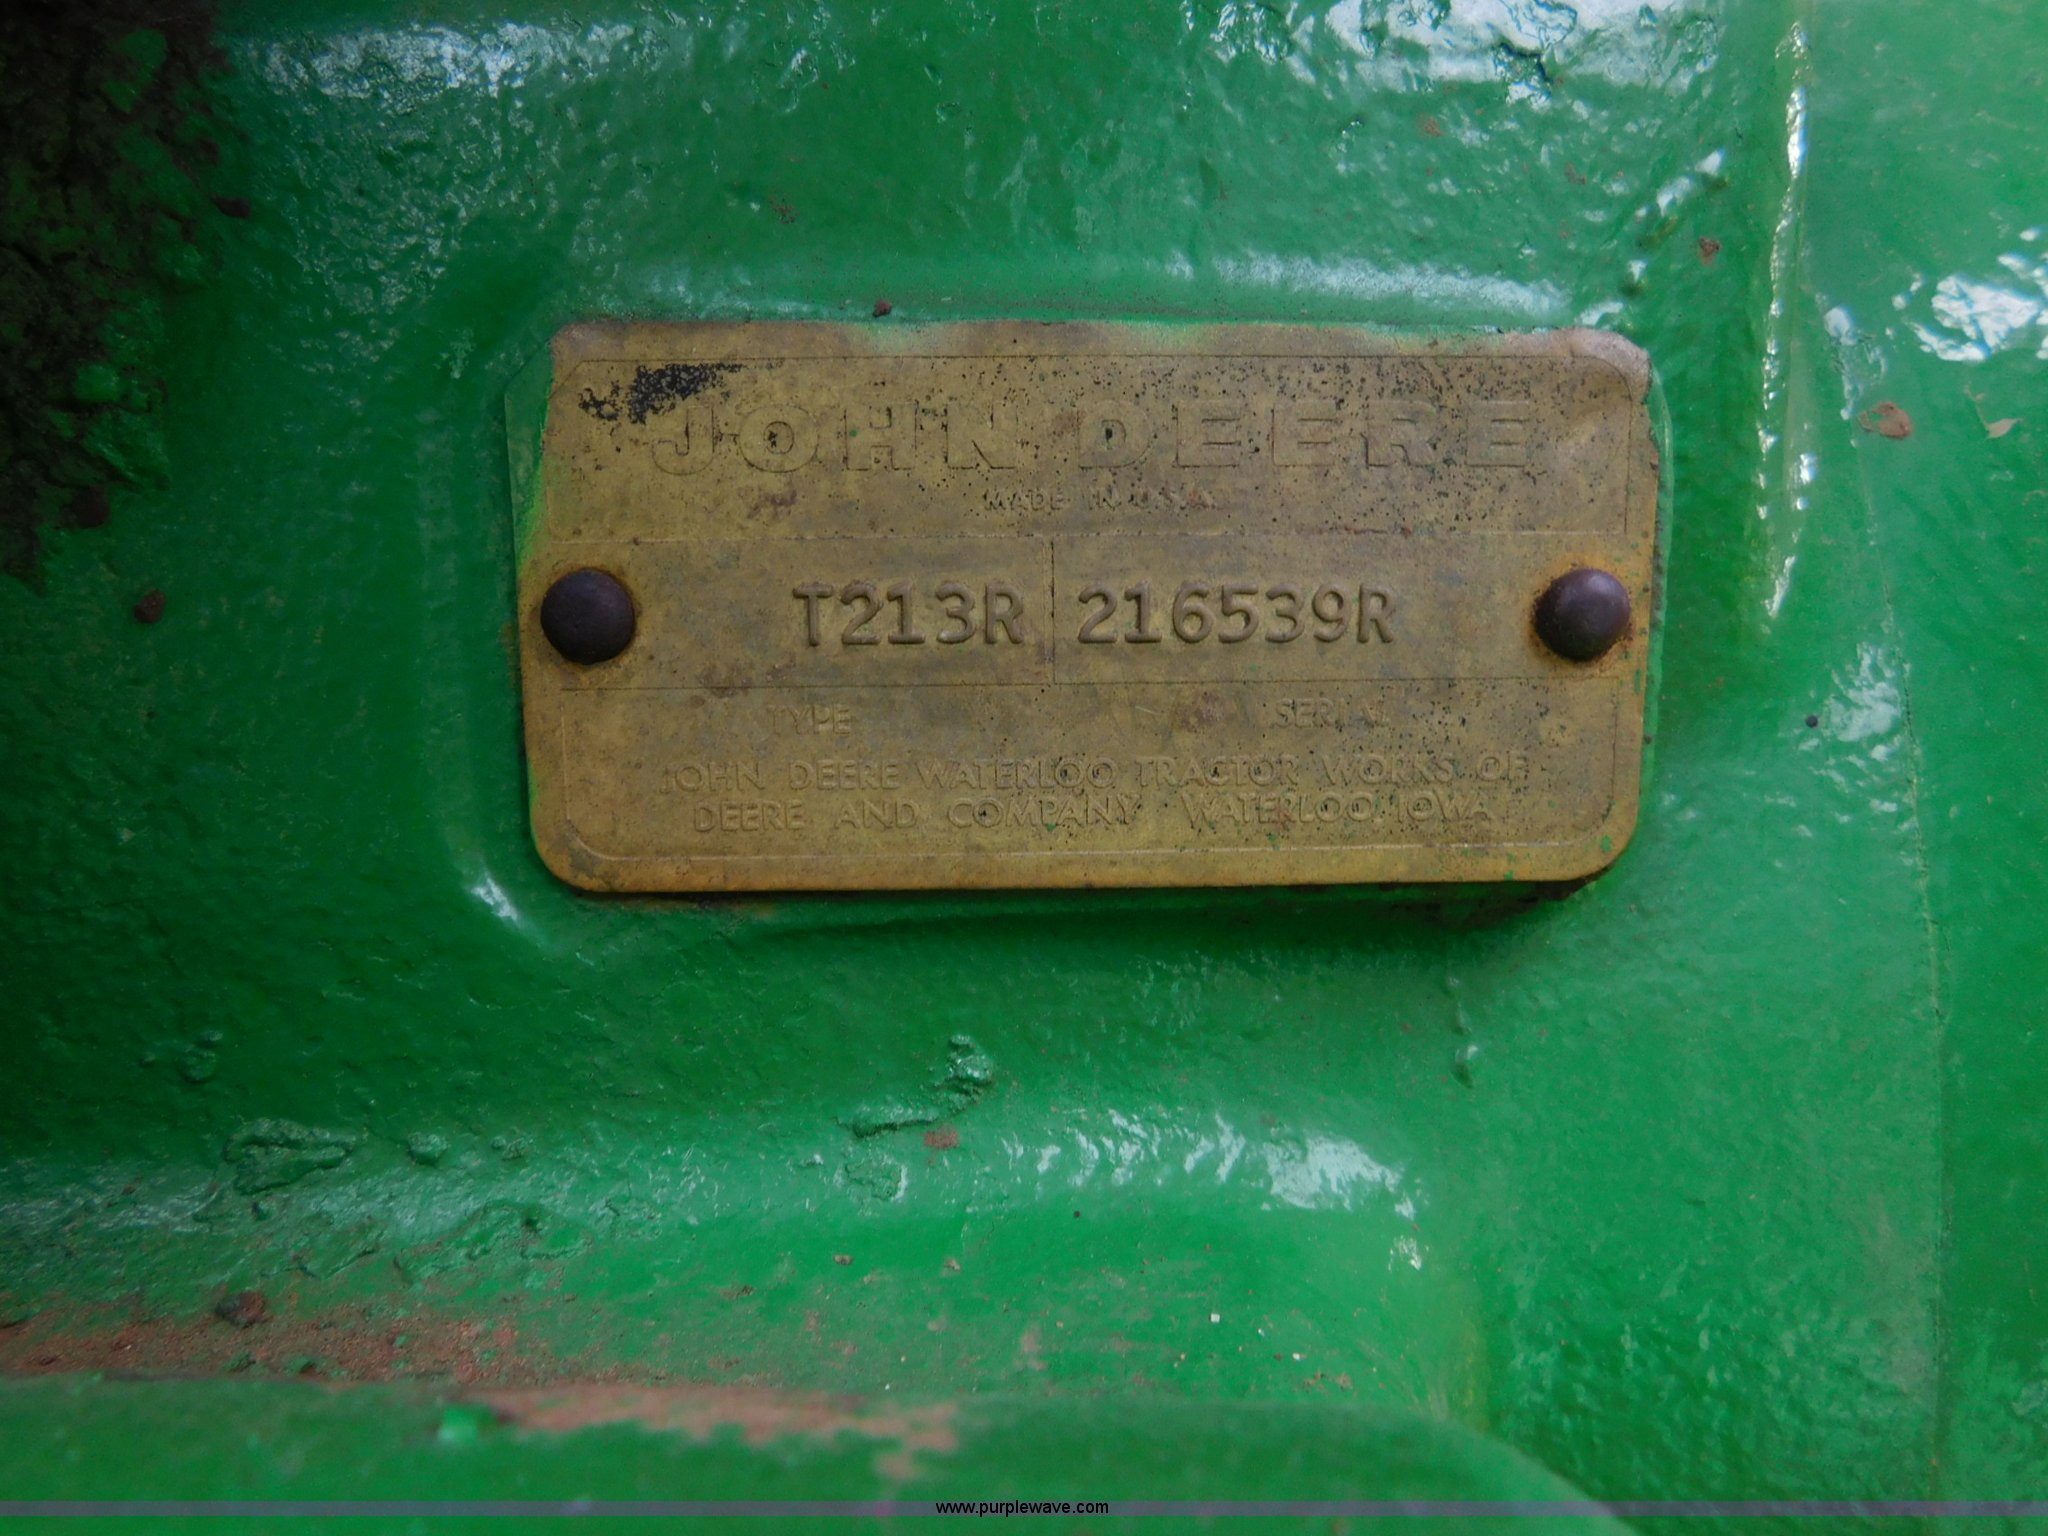 JOHN DEERE
MADE IN U.S.A.
T213R 216539R
TYPE SERIAL
JOHN DEERE WATERLOO TRACTOR WORKS OF
DEERE AND COMPANY WATERLOO IOWA
www.purplewave.com